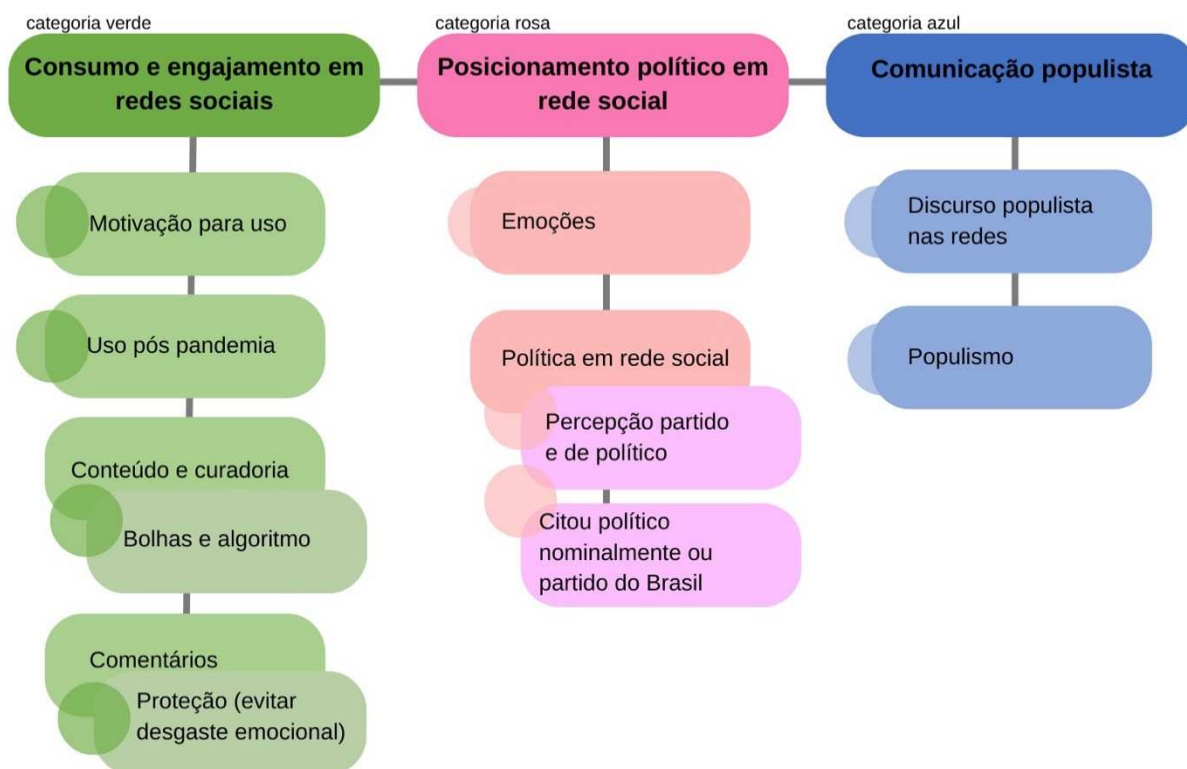 categoria verde
Consumo e engajamento em
redes sociais
Motivação para uso
Uso pós pandemia
Conteúdo e curadoria
Bolhas e algoritmo
Comentários
Proteção (evitar
desgaste emocional)
categoria rosa
Posicionamento político em
rede social
Emoções
Política em rede social
Percepção partido
e de político
Citou político
nominalmente ou
partido do Brasil
categoria azul
Comunicação populista
Discurso populista
nas redes
Populismo